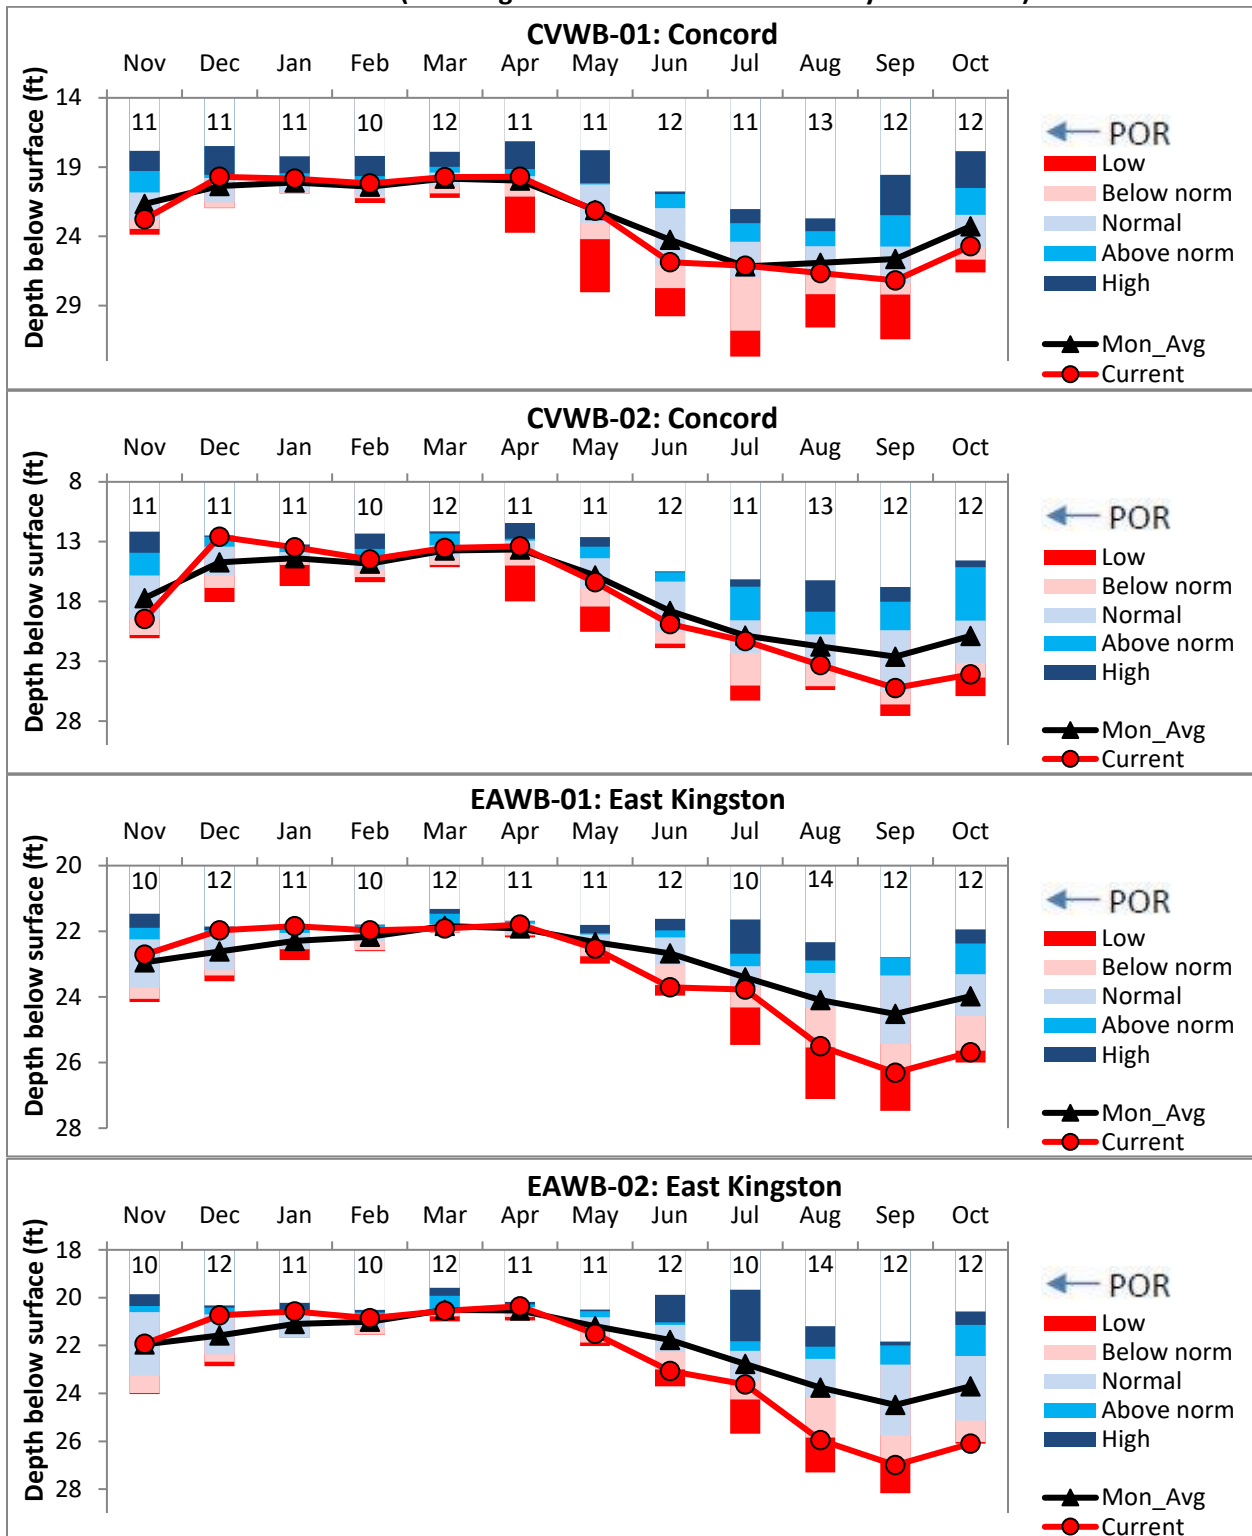 CVWB-01: Concord
Nov Dec Jan Feb Mar Apr May Jun Jul Aug Sep Oct
Depth below surface (ft)
14
19
24
29
11 11 11 10 12 11 11 12 11 13 12 12
POR
Low
Below norm
Normal
Above norm
High
Mon_Avg
Current
CVWB-02: Concord
Nov Dec Jan Feb Mar Apr May Jun Jul Aug Sep Oct
Depth below surface (ft)
8
13
18
23
28
11 11 11 10 12 11 11 12 11 13 12 12
POR
Low
Below norm
Normal
Above norm
High
Mon_Avg
Current
EAWB-01: East Kingston
Nov Dec Jan Feb Mar Apr May Jun Jul Aug Sep Oct
Depth below surface (ft)
20
22
24
26
28
10 12 11 10 12 11 11 12 10 14 12 12
POR
Low
Below norm
Normal
Above norm
High
Mon_Avg
Current
EAWB-02: East Kingston
Nov Dec Jan Feb Mar Apr May Jun Jul Aug Sep Oct
Depth below surface (ft)
18
20
22
24
26
28
10 12 11 10 12 11 11 12 10 14 12 12
POR
Low
Below norm
Normal
Above norm
High
Mon_Avg
Current